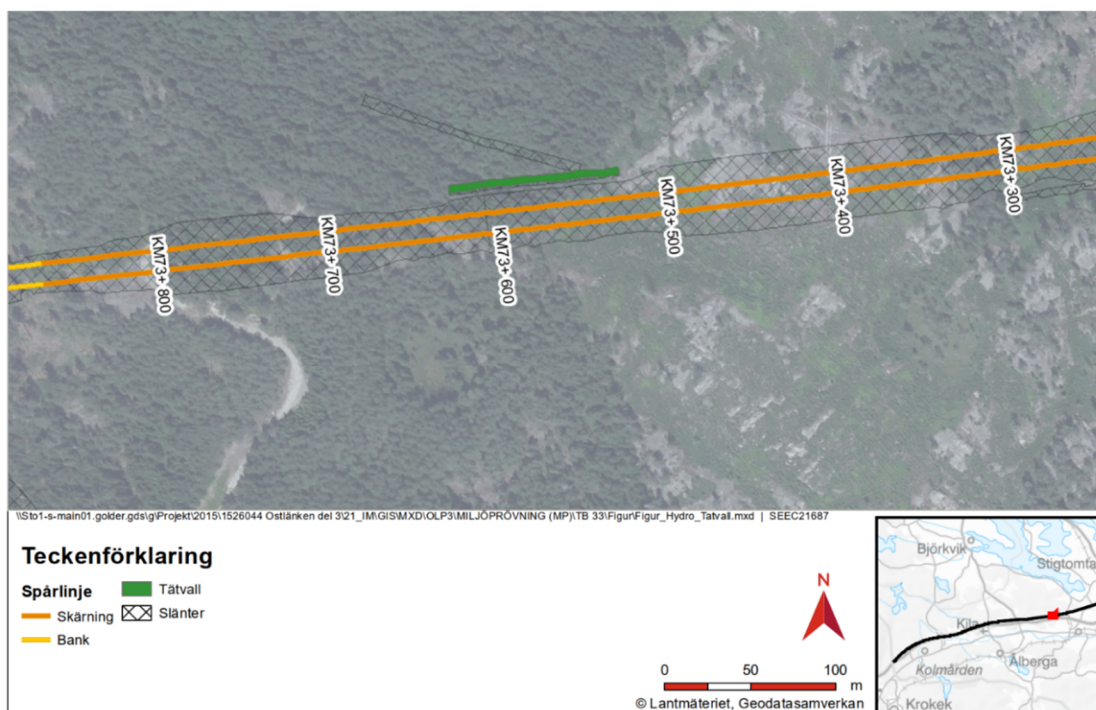 KM73+800
KM73+700
KM73+600
KM73+500
KM73+400
KM73+300
\\Sto1-s-main01.golder.gds\g\Projekt\2015\1526044 Ostlänken del 3\21_IM\GIS\MXD\OLP3\MILJÖPRÖVNING (MP)\TB 33\Figur\Figur_Hydro_Tatvall.mxd | SEEC21687
Teckenförklaring
Spårlinje
Skärning
Bank
Tätvall
Slänter
N
0 50 100
m
© Lantmäteriet, Geodatasamverkan
Björkvik
Stigtomta
Kila
Ålberga
Kolmården
Krokek